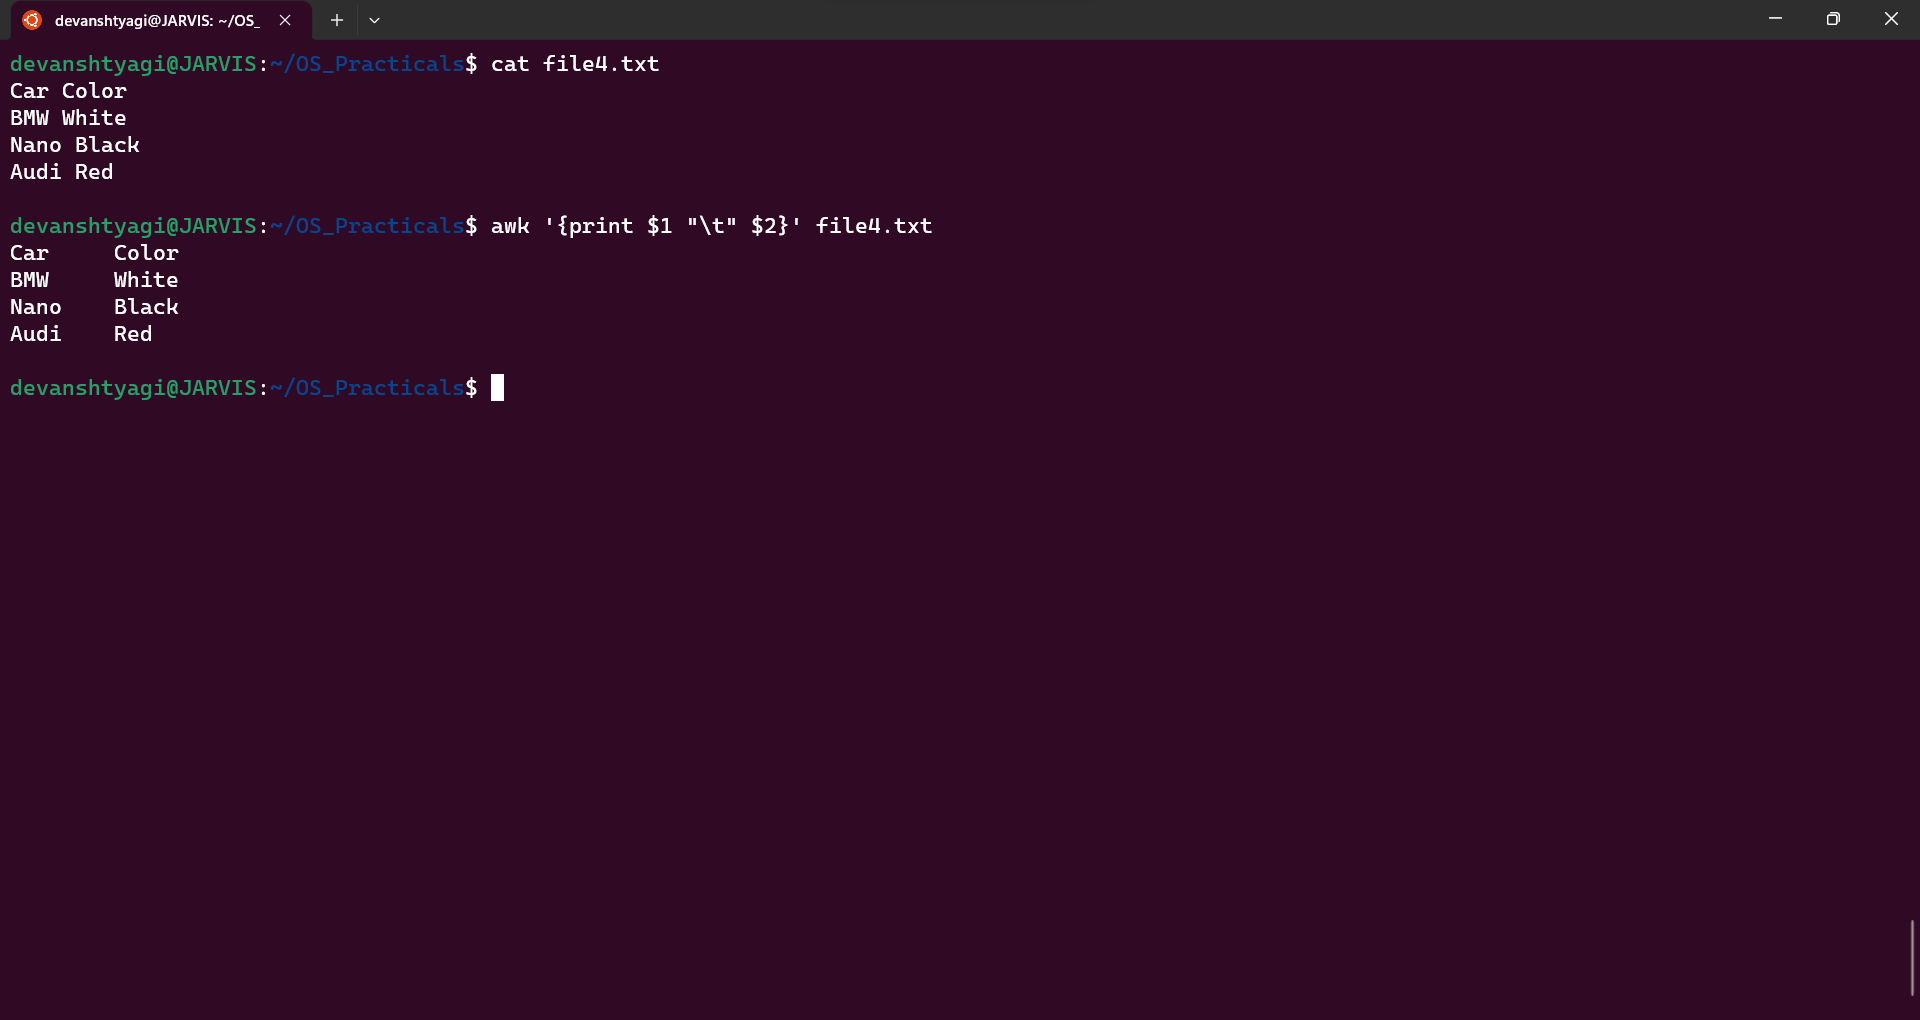 devanshtyagi@JARVIS: ~/OS_
devanshtyagi@JARVIS:~/OS_Practicals$ cat file4.txt
Car Color
BMW White
Nano Black
Audi Red
devanshtyagi@JARVIS:~/OS_Practicals$ awk '{print $1 "\t" $2}' file4.txt
Car     Color
BMW     White
Nano    Black
Audi    Red
devanshtyagi@JARVIS:~/OS_Practicals$